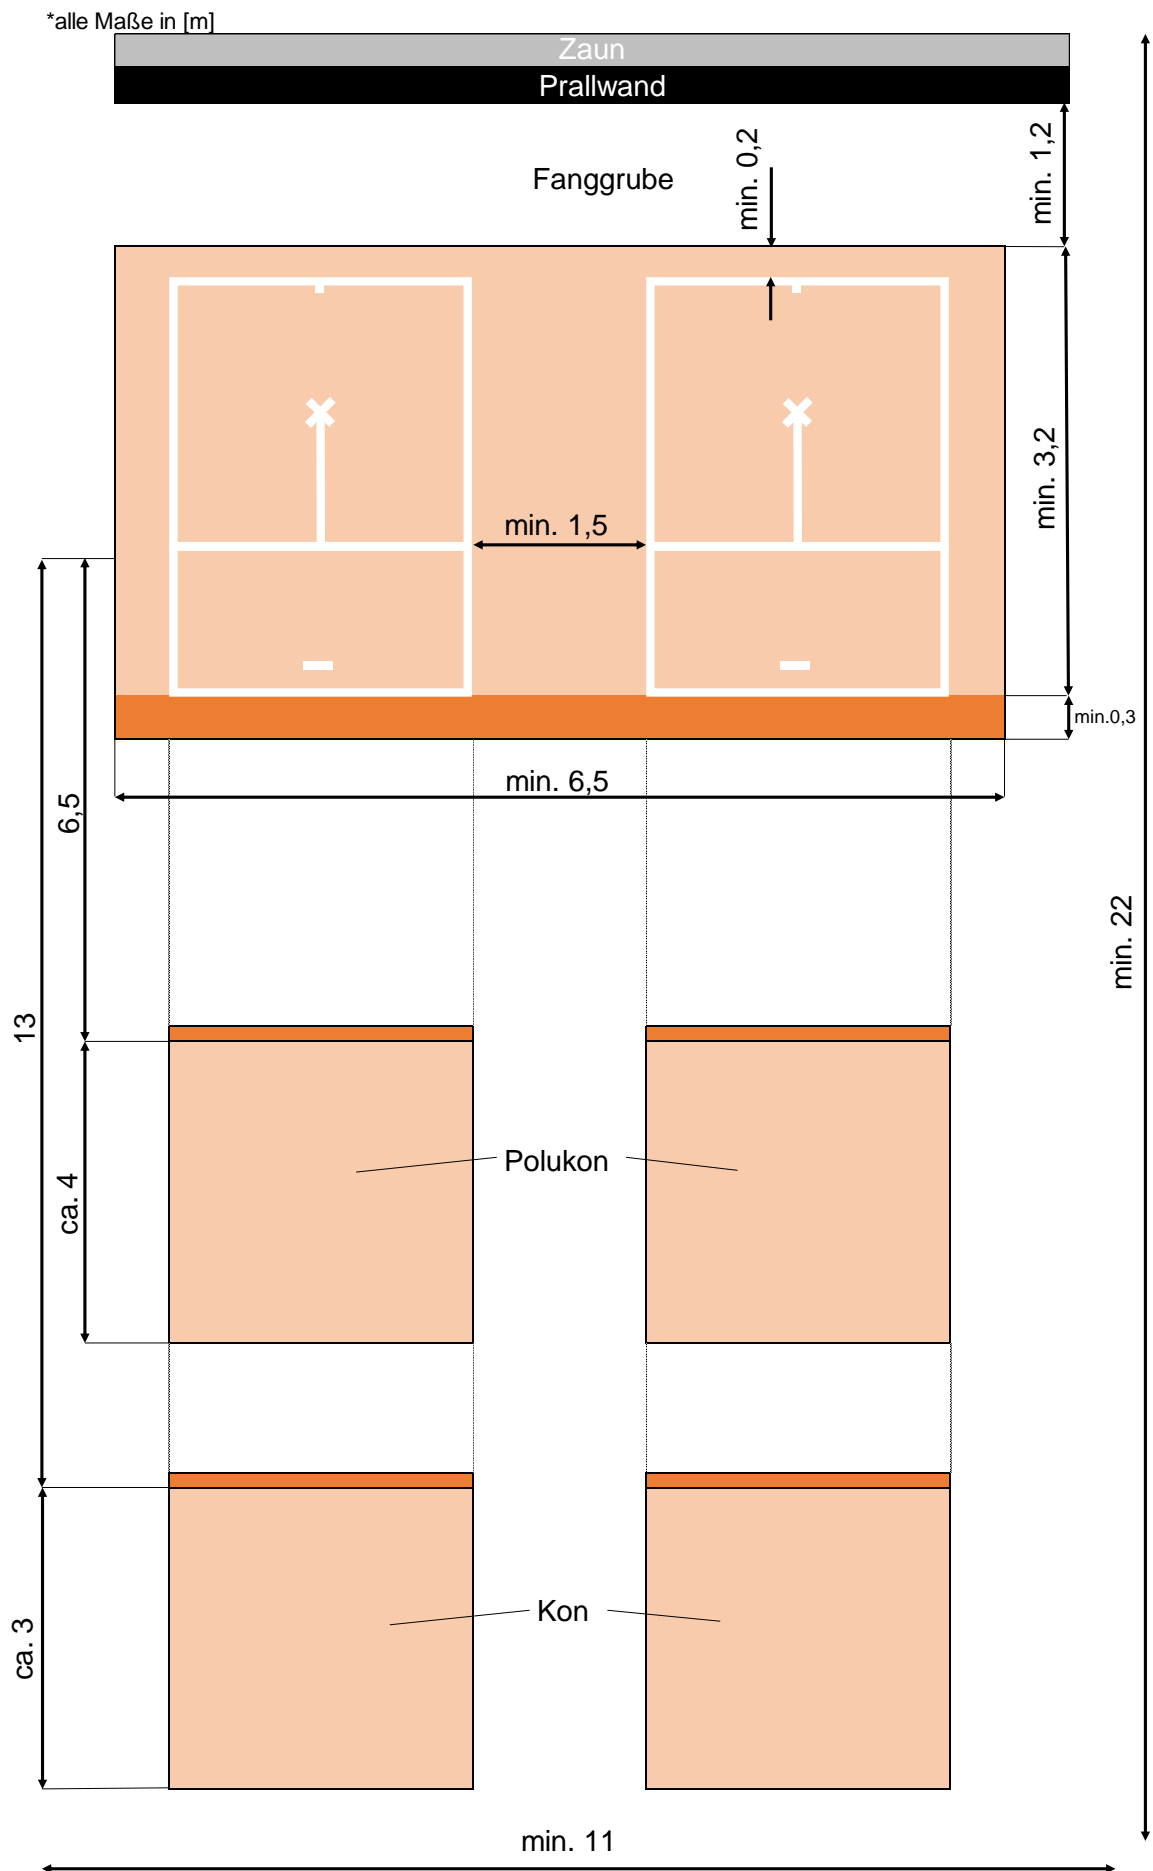 *alle Maße in [m]
Zaun
Prallwand
Fanggrube
min. 0,2
min. 1,2
min. 3,2
min. 1,5
min.0,3
min. 6,5
6,5
min. 22
13
Polukon
ca. 4
Kon
ca. 3
min. 11